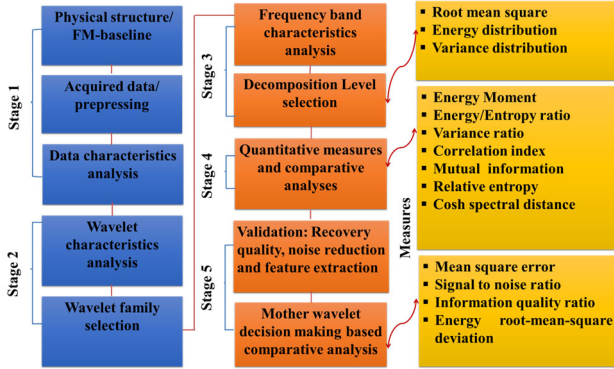 Stage 1
Physical structure/
FM-baseline
Acquired data/
prepressing
Data characteristics
analysis
Stage 2
Wavelet
characteristics
analysis
Wavelet family
selection
Stage 3
Frequency band
characteristics
analysis
Decomposition Level
selection
Stage 4
Quantitative measures
and comparative
analyses
Stage 5
Validation: Recovery
quality, noise reduction
and feature extraction
Mother wavelet
decision making based
comparative analysis
Measures
▪ Root mean square
▪ Energy distribution
▪ Variance distribution
▪ Energy Moment
▪ Energy/Entropy ratio
▪ Variance ratio
▪ Correlation index
▪ Mutual information
▪ Relative entropy
▪ Cosh spectral distance
▪ Mean square error
▪ Signal to noise ratio
▪ Information quality ratio
▪ Energy root-mean-square
deviation